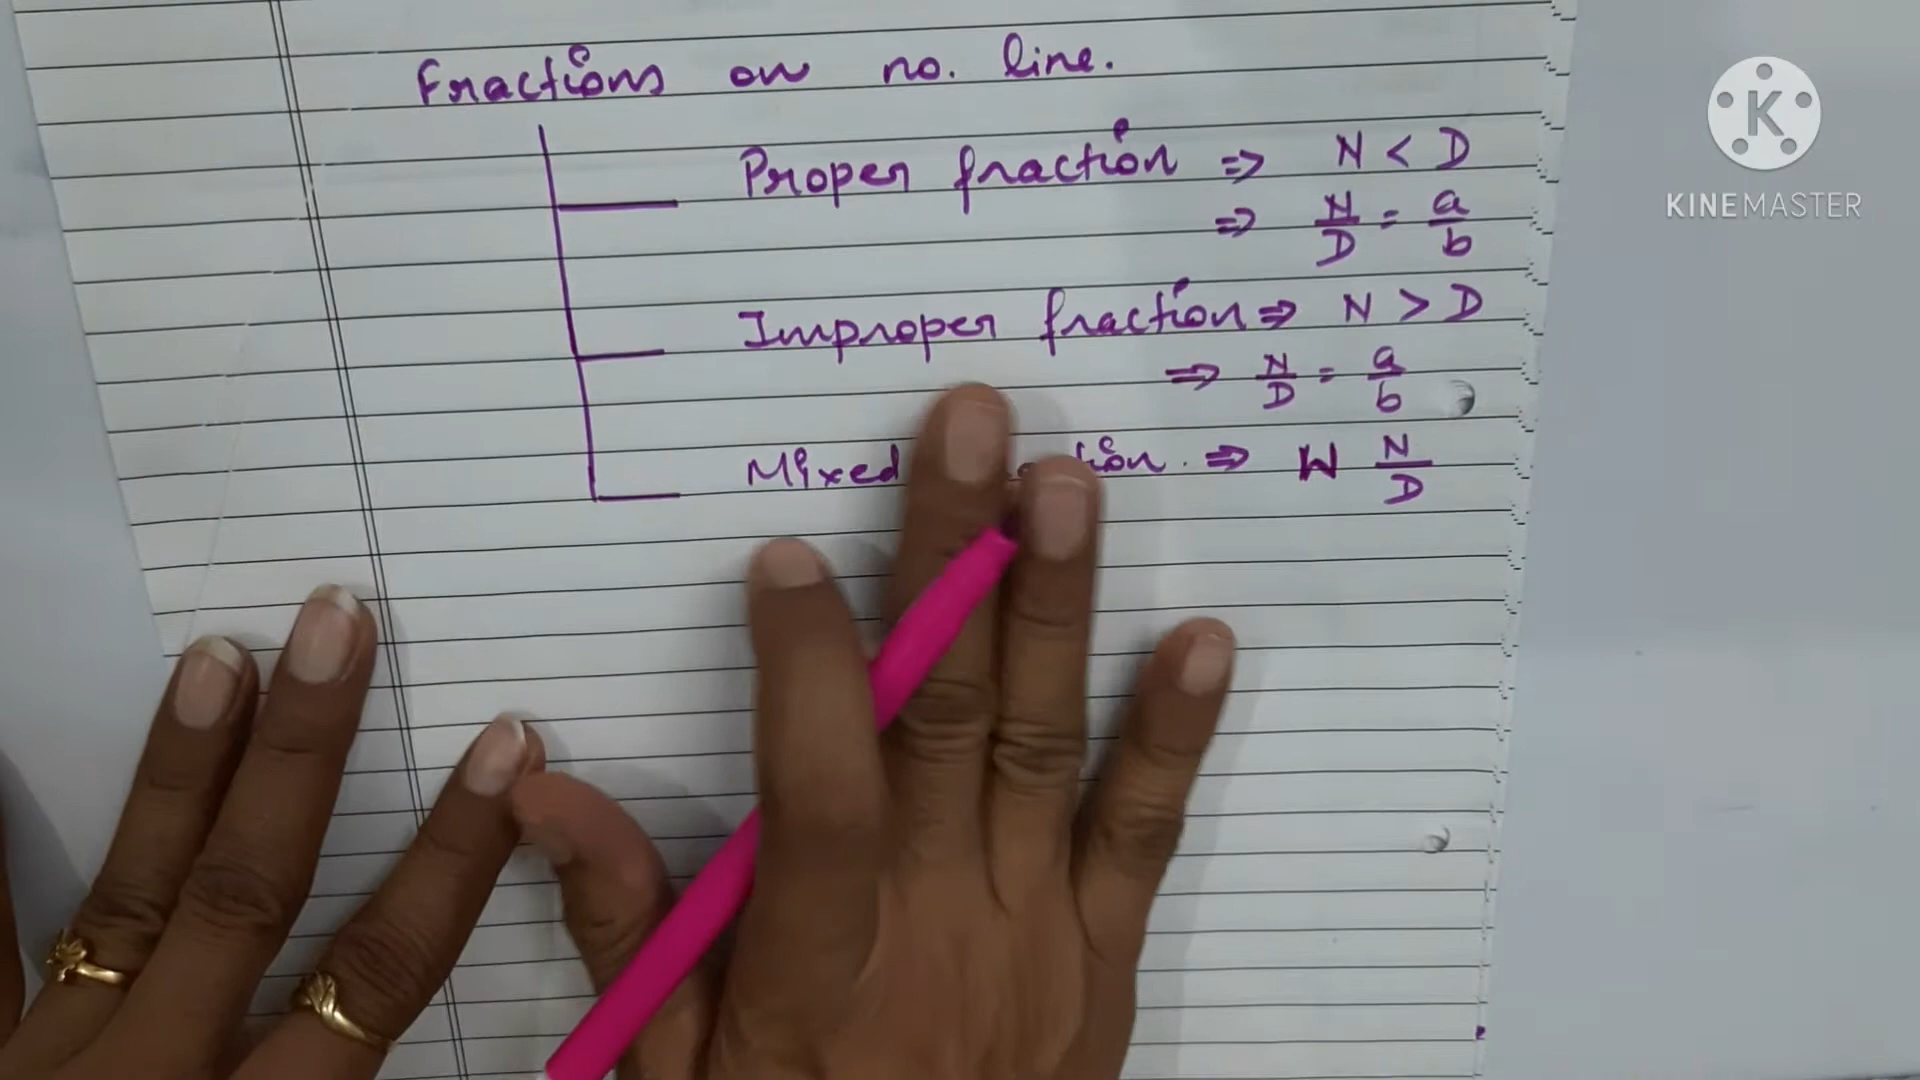 Fractions on no. line.
Proper fraction ⇒ N < D
⇒ N/D = a/b
Improper fraction ⇒ N > D
⇒ N/D = a/b
Mixed ⇒ W N/D
K
KINEMASTER